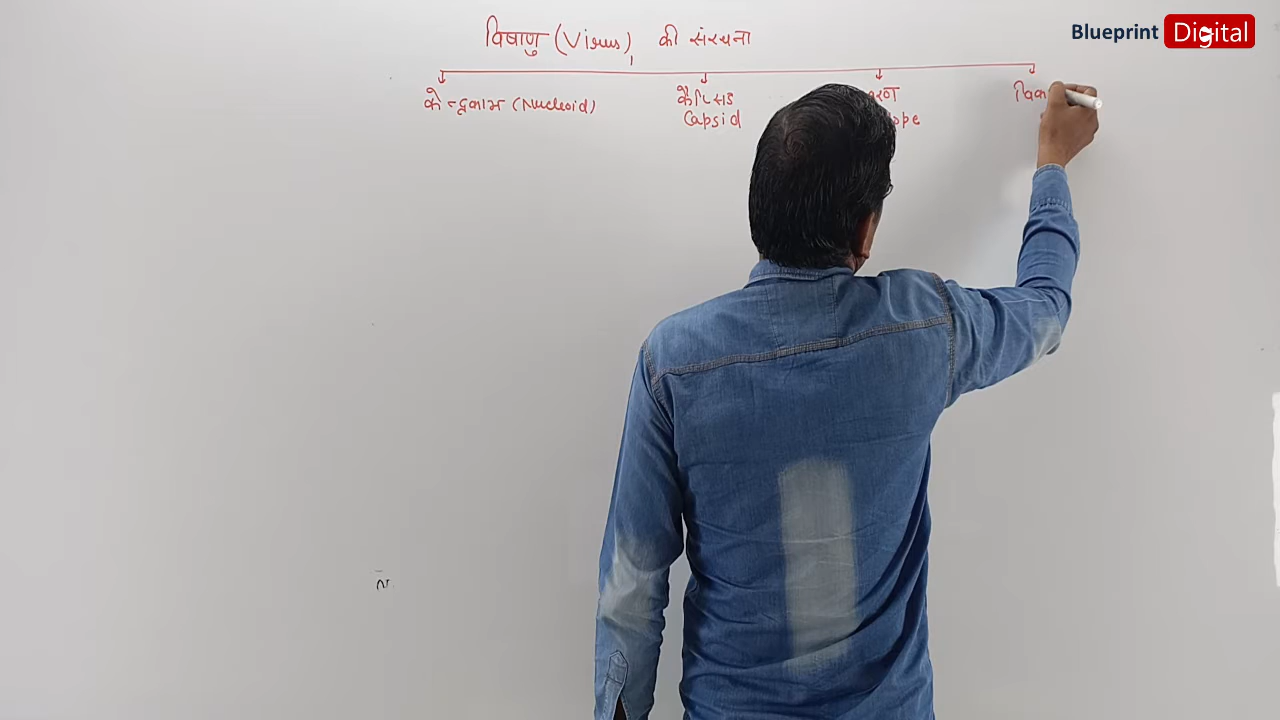 Blueprint Digital
विषाणु (Virus) की संरचना
केन्द्रकाभ (Nucleoid)
कैप्सिड
Capsid